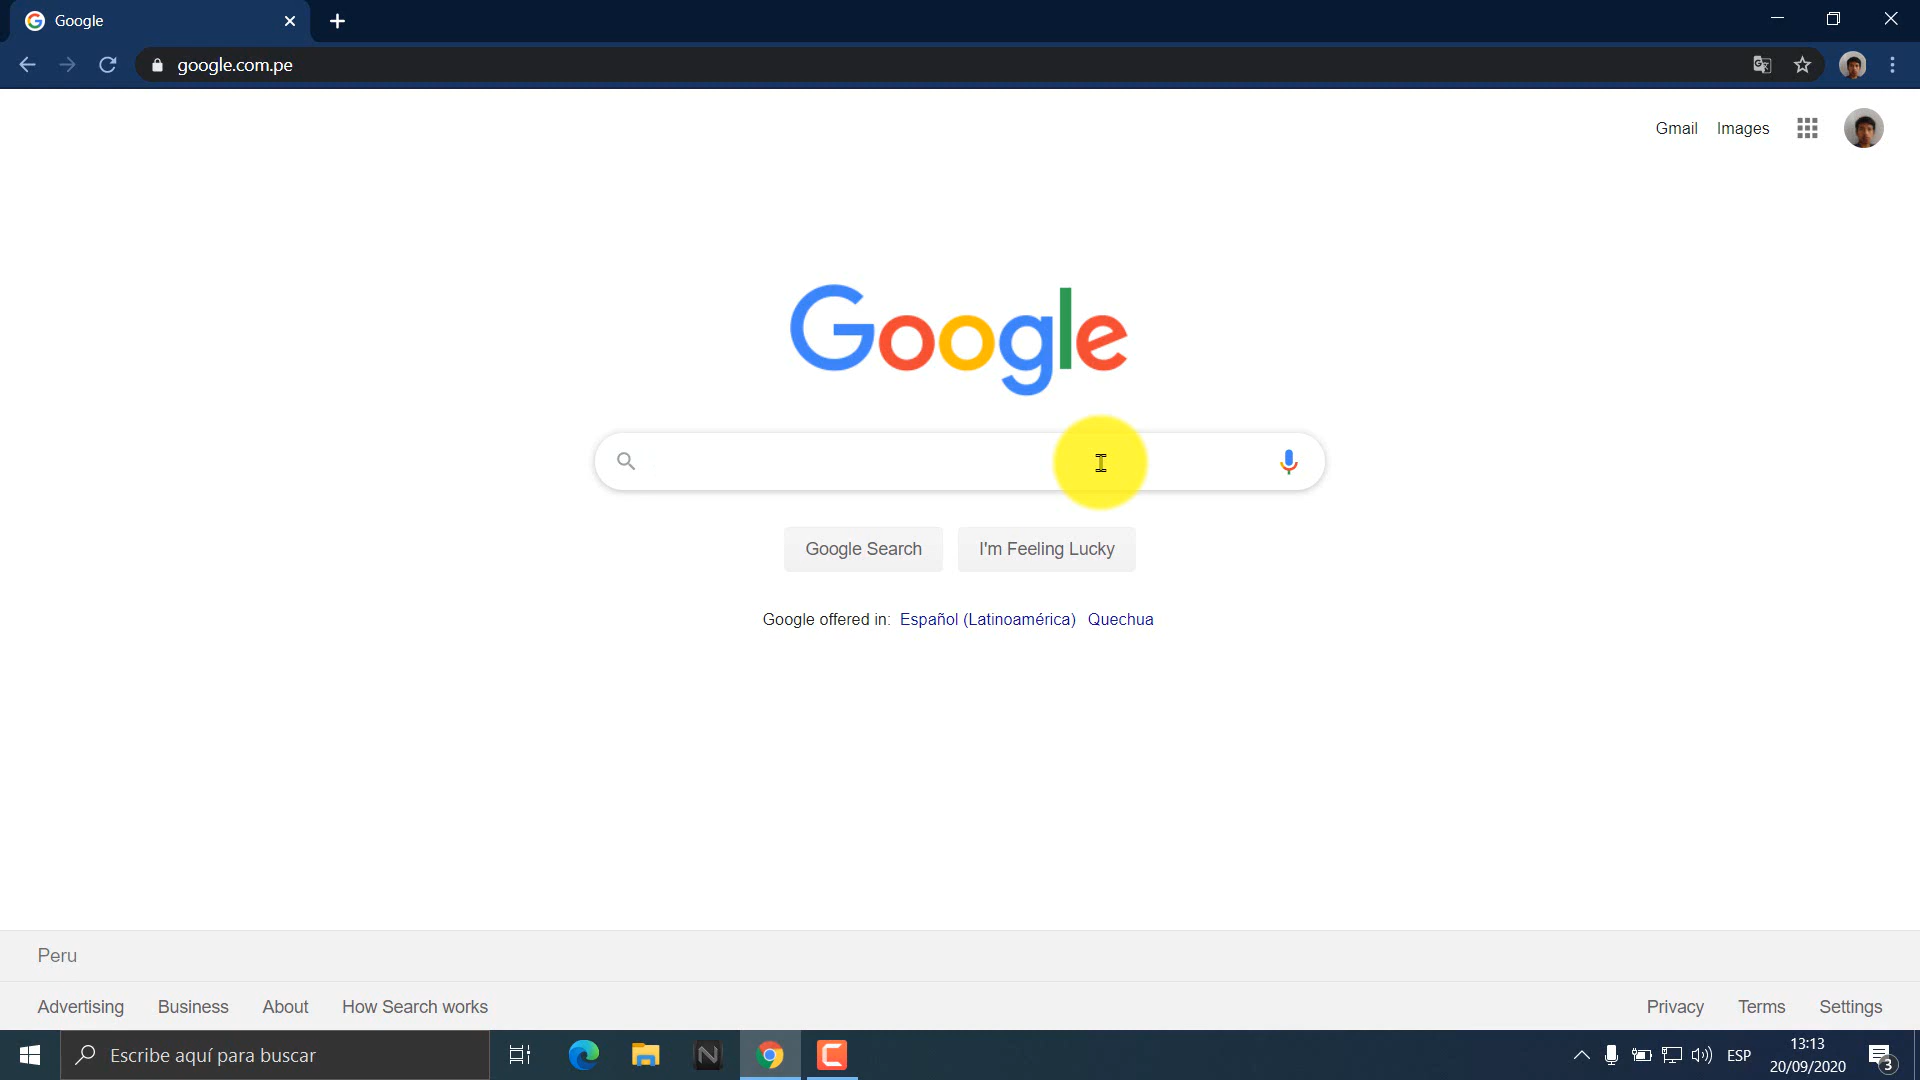 Google
google.com.pe
Gmail Images
Google
Google Search I'm Feeling Lucky
Google offered in: Español (Latinoamérica) Quechua
Peru
Advertising Business About How Search works Privacy Terms Settings
Escribe aquí para buscar
ESP
13:13
20/09/2020
3